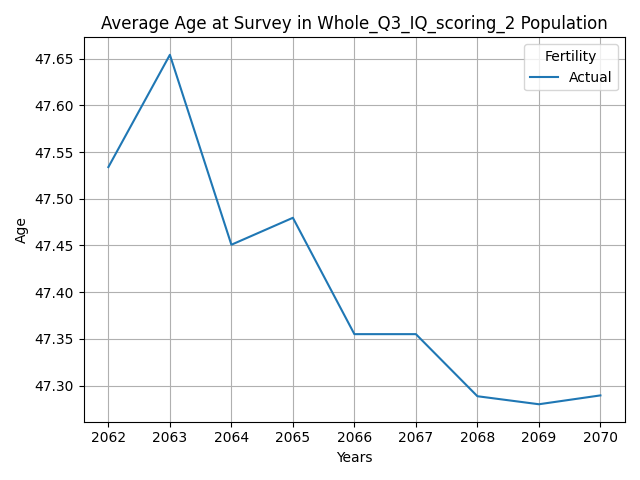 Average Age at Survey in Whole_Q3_IQ_scoring_2 Population
Fertility
Actual
47.65
47.60
47.55
47.50
47.45
47.40
47.35
47.30
Age
2062 2063 2064 2065 2066 2067 2068 2069 2070
Years